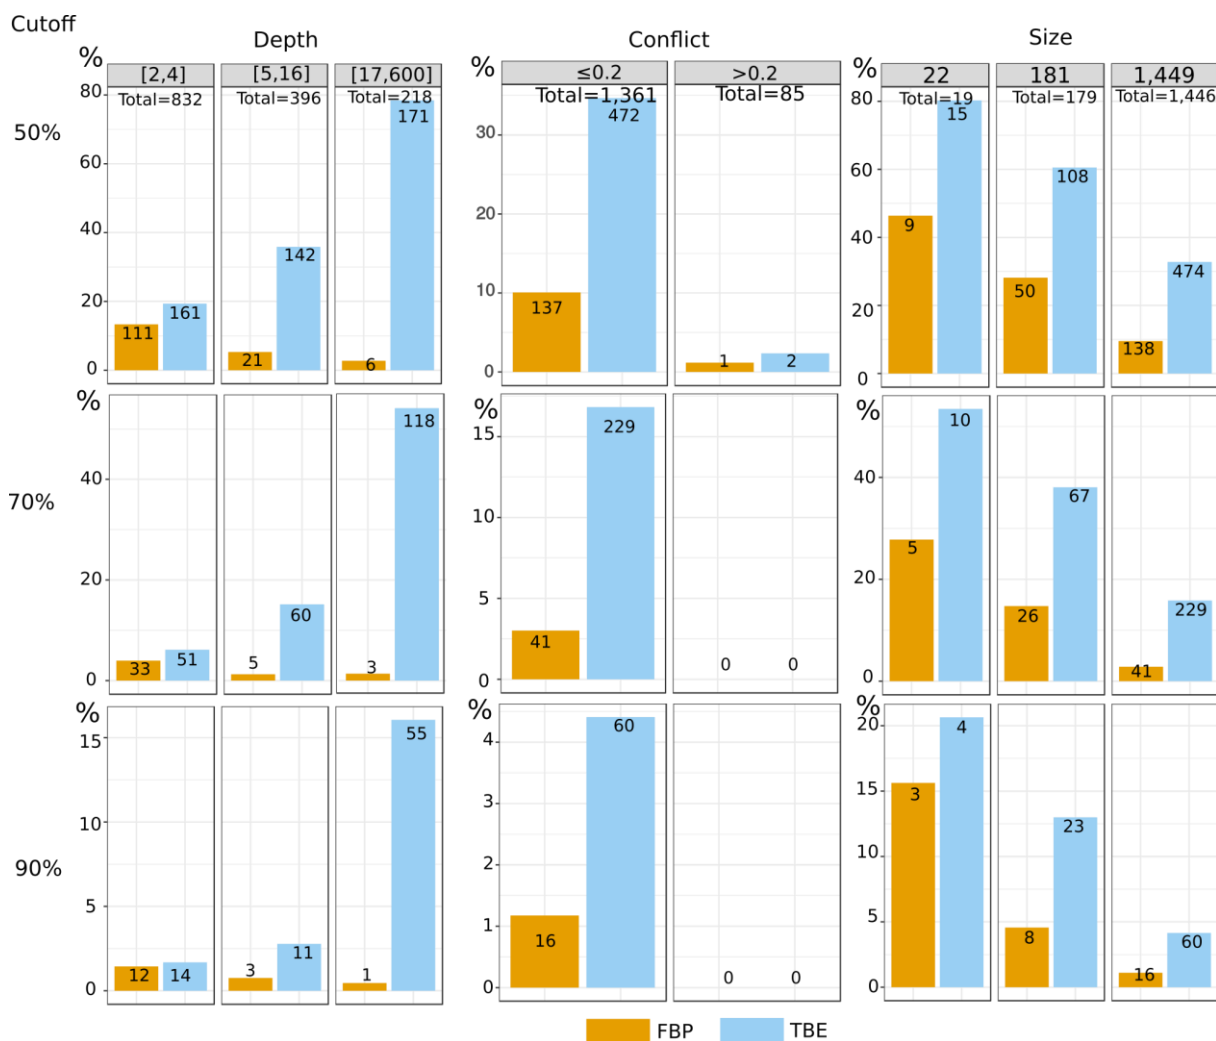 Cutoff
Depth
Conflict
Size
% [2,4] [5,16] [17,600]
% ≤0.2 >0.2
% 22 181 1,449
Total=832 Total=396 Total=218
Total=1,361 Total=85
Total=19 Total=179 Total=1,446
50%
80
60
40
20
0
111 161 21 142 6 171
30
20
10
0
137 472 1 2
80
60
40
20
0
9 15 50 108 138 474
70%
%
40
20
0
33 51 5 60 3 118
%
15
10
5
0
41 229 0 0
%
40
20
0
5 10 26 67 41 229
90%
%
15
10
5
0
12 14 3 11 1 55
%
4
3
2
1
0
16 60 0 0
%
20
15
10
5
0
3 4 8 23 16 60
FBP TBE